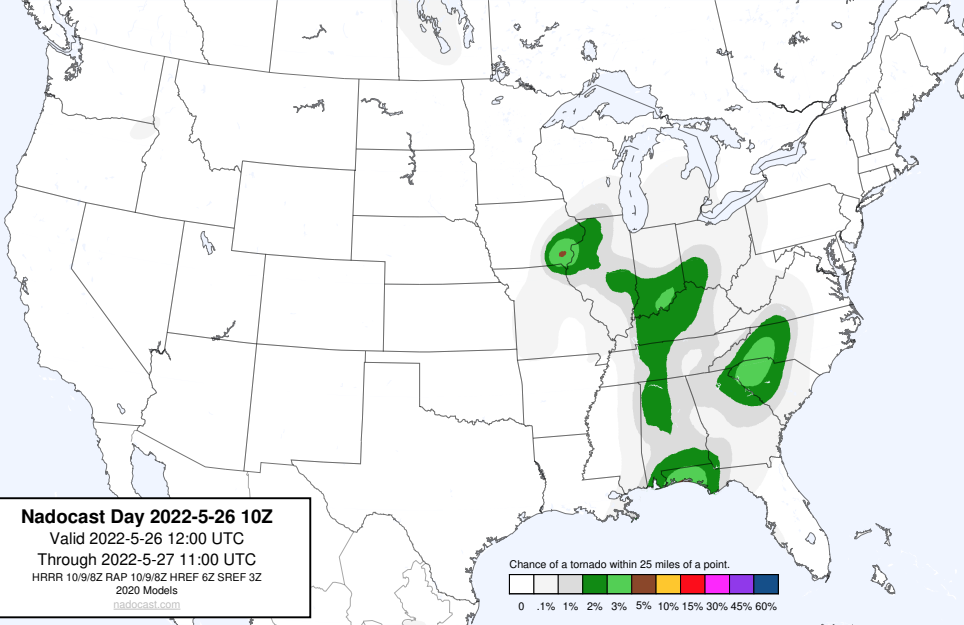 Nadocast Day 2022-5-26 10Z
Valid 2022-5-26 12:00 UTC
Through 2022-5-27 11:00 UTC
HRRR 10/9/8Z RAP 10/9/8Z HREF 6Z SREF 3Z
2020 Models
nadocast.com
Chance of a tornado within 25 miles of a point.
0 .1% 1% 2% 3% 5% 10% 15% 30% 45% 60%